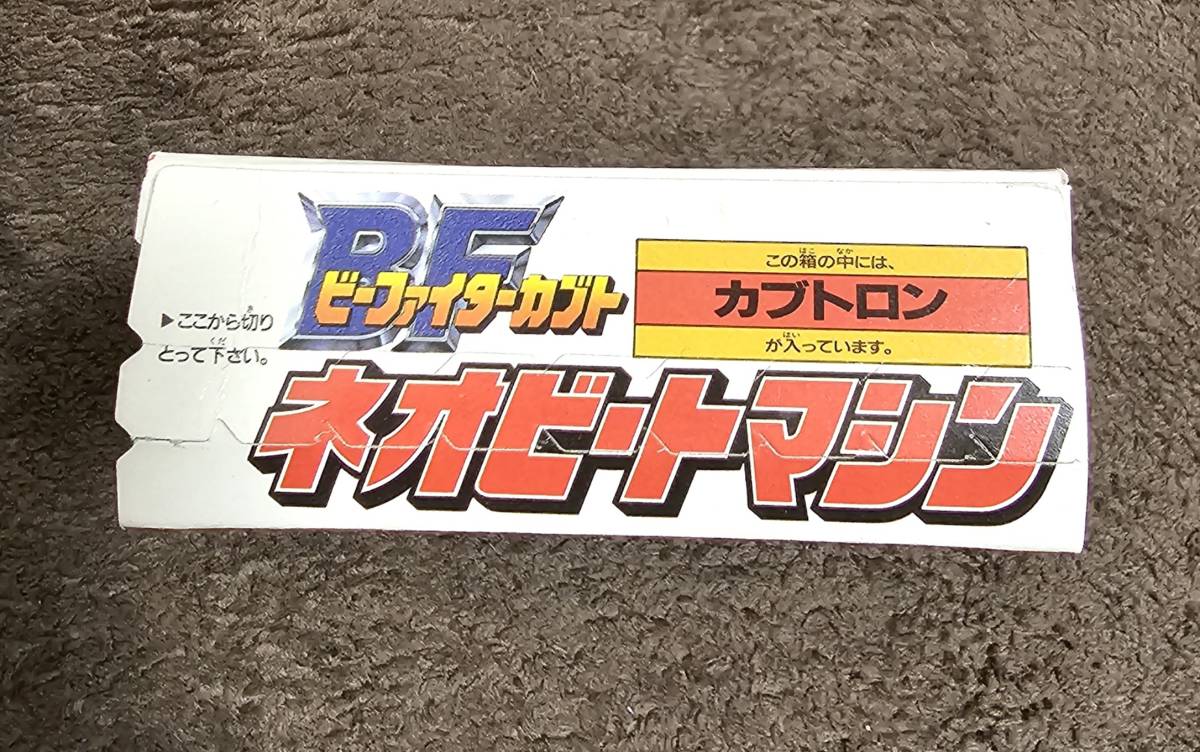 BF
ビーファイターカブト
この箱の中には、
カブトロン
が入っています。
▶ここから切り
とって下さい。
ネオビートマシン